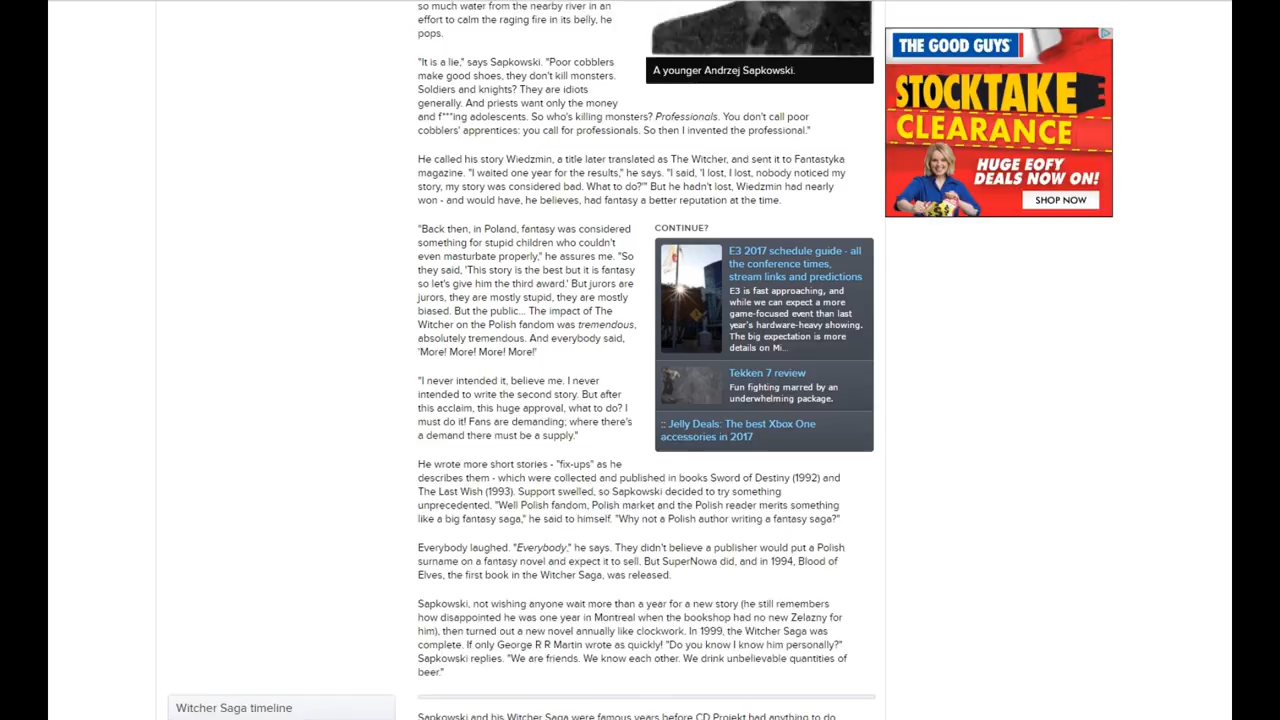 so much water from the nearby river in an
effort to calm the raging fire in its belly, he
pops.
A younger Andrzej Sapkowski.
"It is a lie," says Sapkowski. "Poor cobblers
make good shoes, they don't kill monsters.
Soldiers and knights? They are idiots
generally. And priests want only the money
and f***ing adolescents. So who's killing monsters? Professionals. You don't call poor
cobblers' apprentices: you call for professionals. So then I invented the professional."
He called his story Wiedzmin, a title later translated as The Witcher, and sent it to Fantastyka
magazine. "I waited one year for the results," he says. "I said, 'I lost, I lost, nobody noticed my
story, my story was considered bad. What to do?'" But he hadn't lost, Wiedzmin had nearly
won - and would have, he believes, had fantasy a better reputation at the time.
"Back then, in Poland, fantasy was considered
something for stupid children who couldn't
even masturbate properly," he assures me. "So
they said, 'This story is the best but it is fantasy
so let's give him the third award.' But jurors are
jurors, they are mostly stupid, they are mostly
biased. But the public... The impact of The
Witcher on the Polish fandom was tremendous,
absolutely tremendous. And everybody said,
'More! More! More! More!'
"I never intended it, believe me. I never
intended to write the second story. But after
this acclaim, this huge approval, what to do? I
must do it! Fans are demanding; where there's
a demand there must be a supply."
CONTINUE?
E3 2017 schedule guide - all
the conference times,
stream links and predictions
E3 is fast approaching, and
while we can expect a more
game-focused event than last
year's hardware-heavy showing.
The big expectation is more
details on Mi...
Tekken 7 review
Fun fighting marred by an
underwhelming package.
:: Jelly Deals: The best Xbox One
accessories in 2017
He wrote more short stories - "fix-ups" as he
describes them - which were collected and published in books Sword of Destiny (1992) and
The Last Wish (1993). Support swelled, so Sapkowski decided to try something
unprecedented. "Well Polish fandom, Polish market and the Polish reader merits something
like a big fantasy saga," he said to himself. "Why not a Polish author writing a fantasy saga?"
Everybody laughed. "Everybody," he says. They didn't believe a publisher would put a Polish
surname on a fantasy novel and expect it to sell. But SuperNowa did, and in 1994, Blood of
Elves, the first book in the Witcher Saga, was released.
Sapkowski, not wishing anyone wait more than a year for a new story (he still remembers
how disappointed he was one year in Montreal when the bookshop had no new Zelazny for
him), then turned out a new novel annually like clockwork. In 1999, the Witcher Saga was
complete. If only George R R Martin wrote as quickly! "Do you know I know him personally?"
Sapkowski replies. "We are friends. We know each other. We drink unbelievable quantities of
beer."
Witcher Saga timeline
Sapkowski and his Witcher Saga were famous years before CD Projekt had anything to do
THE GOOD GUYS
STOCKTAKE
CLEARANCE
HUGE EOFY
DEALS NOW ON!
SHOP NOW